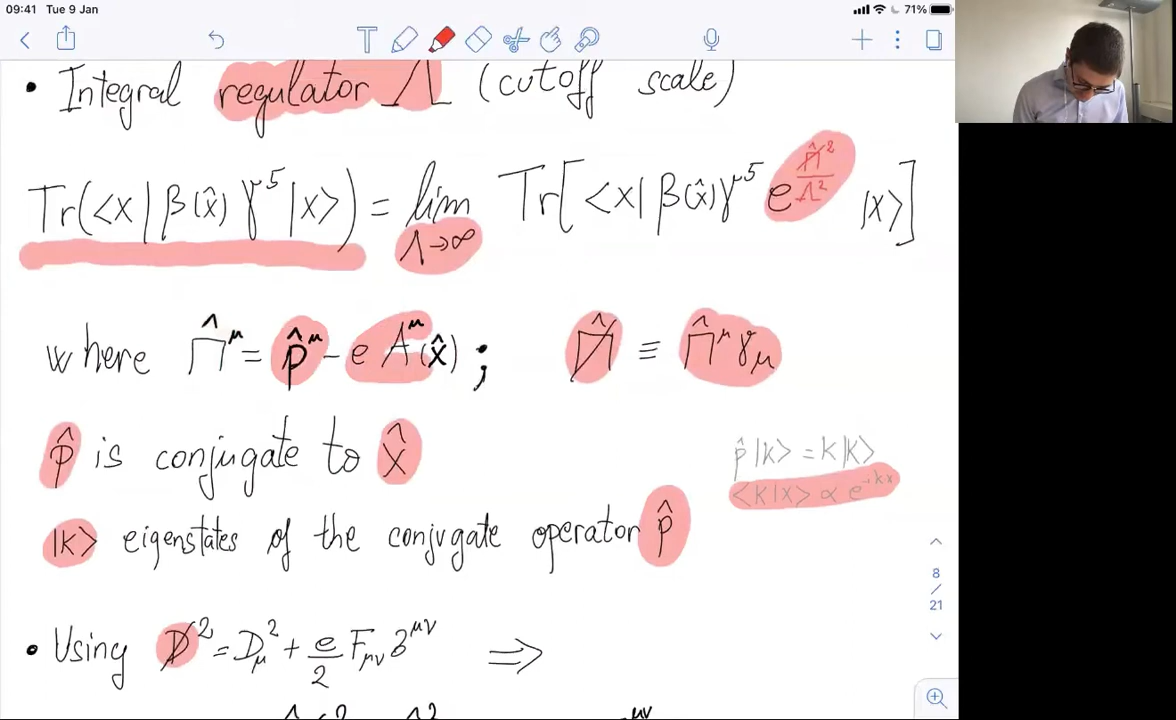 09:41 Tue 9 Jan 71%
• Integral regulator Λ (cutoff scale)
Tr(<x|β(x̂)γ⁵|x>) = lim Λ→∞ Tr[<x|β(x̂)γ⁵ e^(Π̸̂²/Λ²) |x>]
where Π̂^μ = p̂^μ - e A^μ(x̂) ; Π̸̂ ≡ Π̂^μ γ_μ
p̂ is conjugate to x̂
p̂|k> = k|k>
<k|x> ∝ e^-ikx
|k> eigenstates of the conjugate operator p̂
8
/
21
• Using D̸² = D_μ² + e/2 F_μν σ^μν ⇒